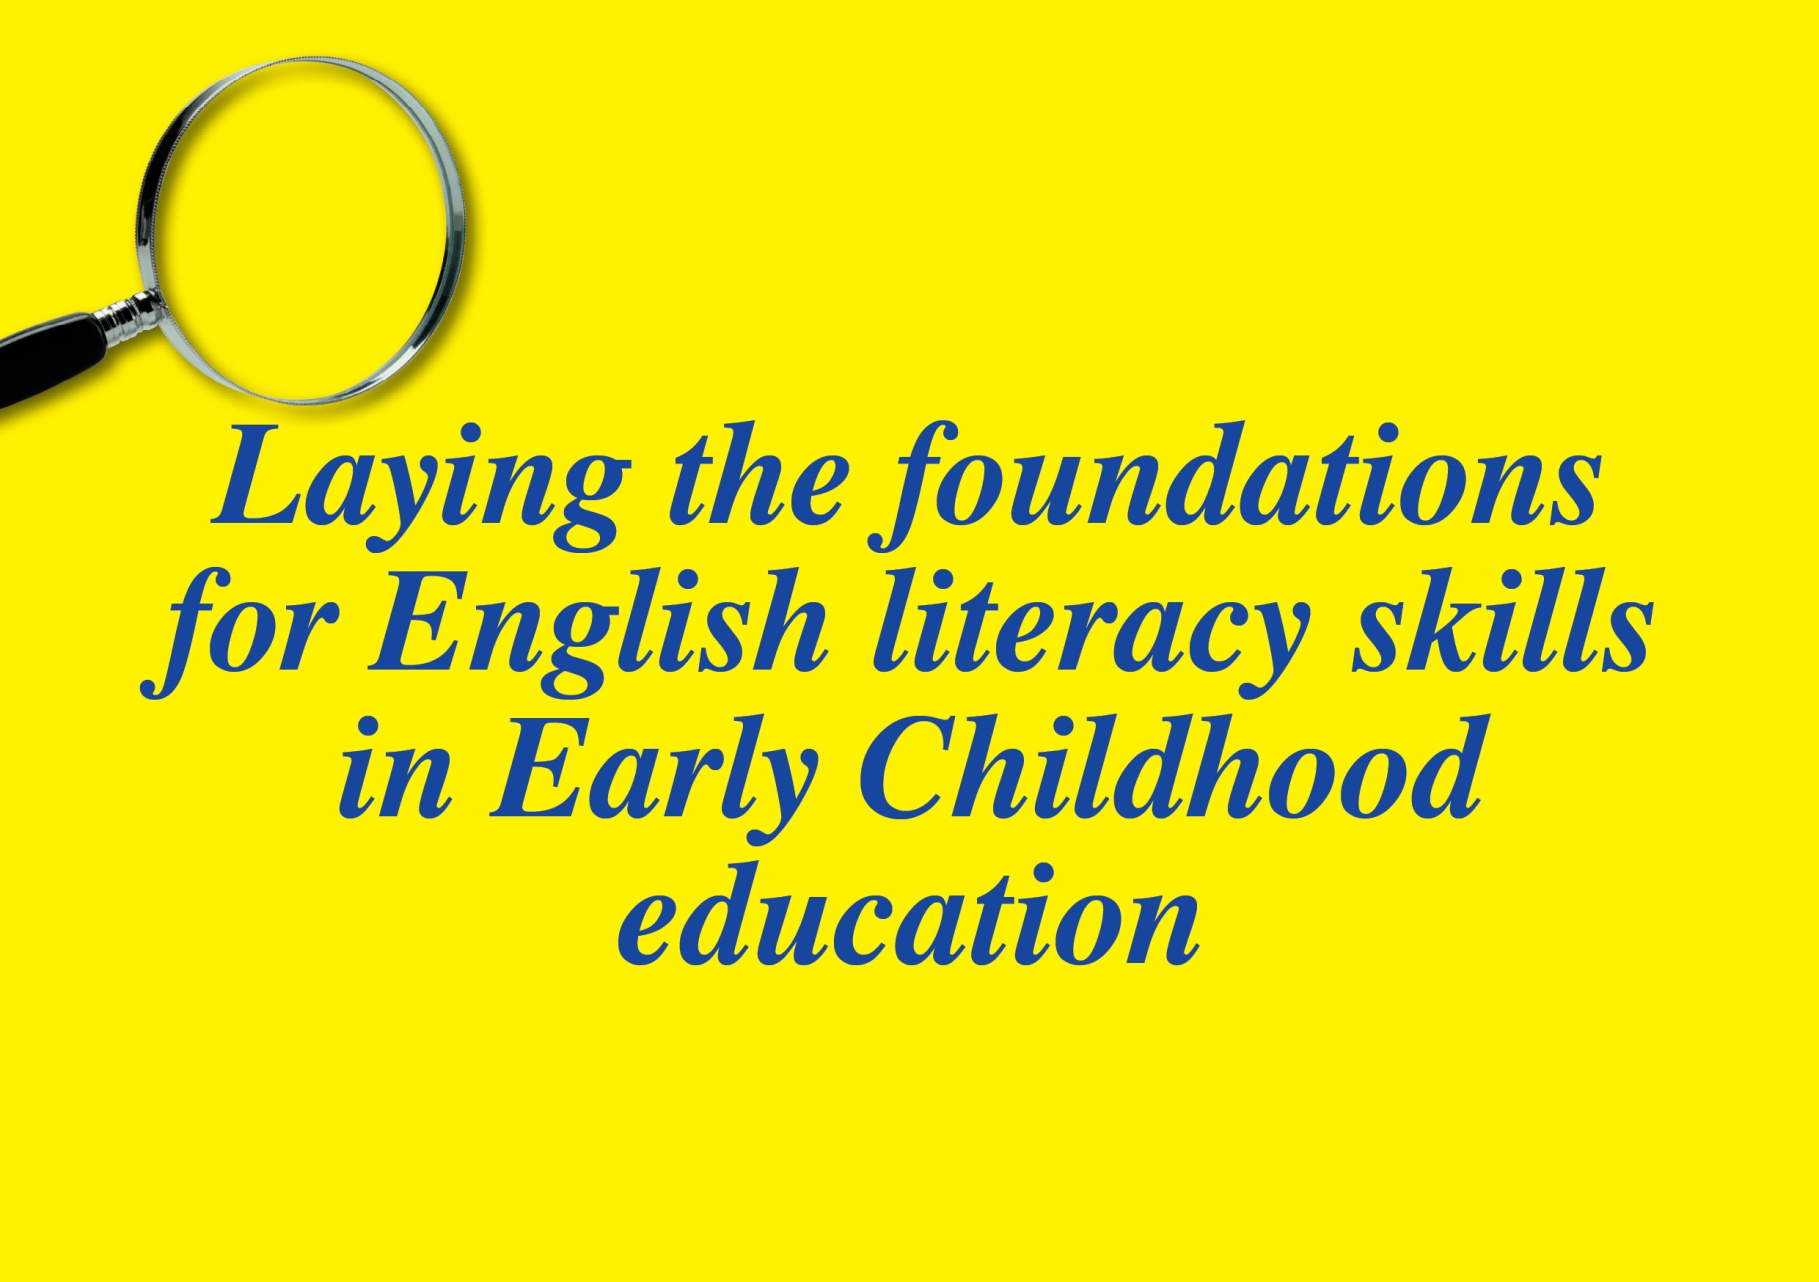 Laying the foundations
for English literacy skills
in Early Childhood
education